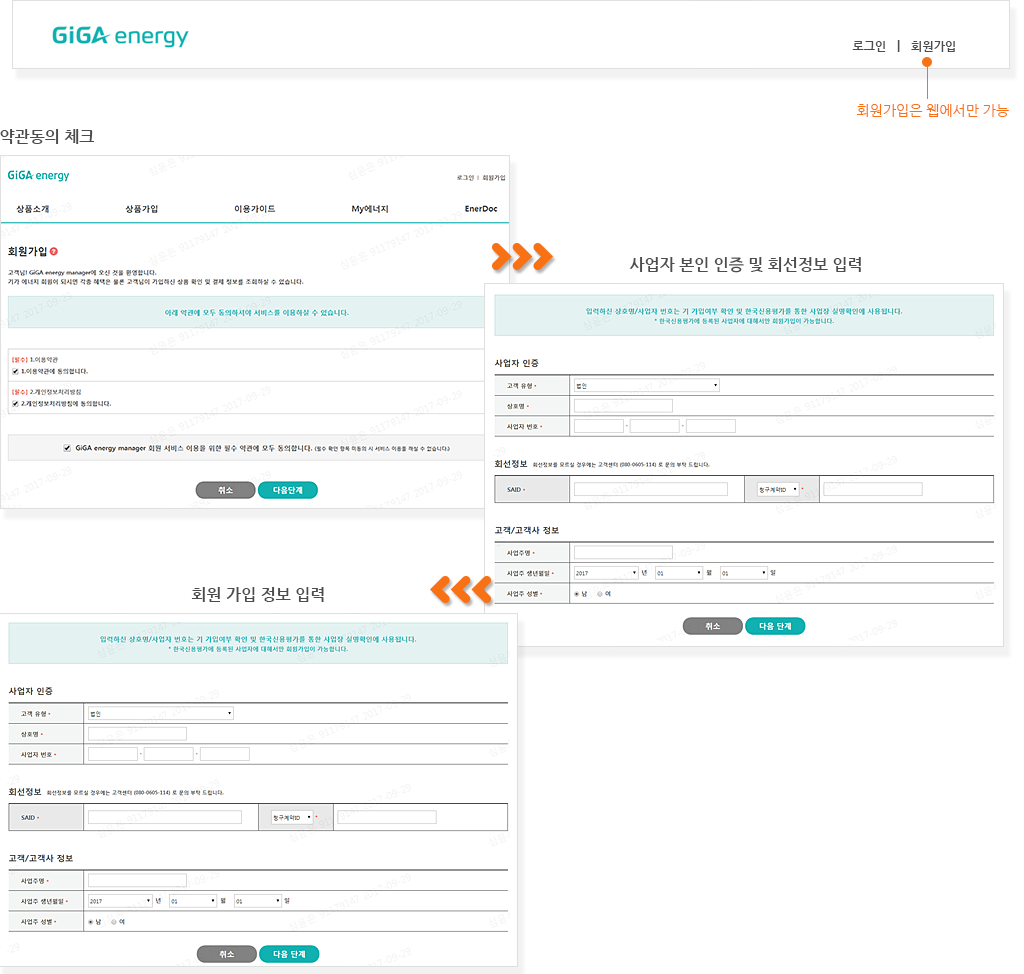 GiGA energy
로그인 | 회원가입
회원가입은 웹에서만 가능
약관동의 체크
GiGA energy
로그인 | 회원가입
상품소개 상품가입 이용가이드 My에너지 EnerDoc
회원가입
고객님! GiGA energy manager에 오신 것을 환영합니다.
기가 에너지 회원이 되시면 각종 혜택은 물론 고객님이 가입하신 상품 확인 및 결제 정보를 조회하실 수 있습니다.
아래 약관에 모두 동의하셔야 서비스를 이용하실 수 있습니다.
[필수] 1.이용약관
1.이용약관에 동의합니다.
[필수] 2.개인정보처리방침
2.개인정보처리방침에 동의합니다.
GiGA energy manager 회원 서비스 이용을 위한 필수 약관에 모두 동의합니다. (필수 확인 항목 미동의 시 서비스 이용을 하실 수 없습니다.)
취소 다음단계
사업자 본인 인증 및 회선정보 입력
입력하신 상호명/사업자 번호는 기 가입여부 확인 및 한국신용평가를 통한 사업장 실명확인에 사용됩니다.
* 한국신용평가에 등록된 사업자에 대해서만 회원가입이 가능합니다.
사업자 인증
고객 유형 * 법인
상호명 *
사업자 번호 * - -
회선정보 회선정보를 모르실 경우에는 고객센터 (080-0605-114) 로 문의 부탁 드립니다.
SAID * 청구계약ID *
고객/고객사 정보
사업주명 *
사업주 생년월일 * 2017 년 01 월 01 일
사업주 성별 * 남 여
취소 다음 단계
회원 가입 정보 입력
입력하신 상호명/사업자 번호는 기 가입여부 확인 및 한국신용평가를 통한 사업장 실명확인에 사용됩니다.
* 한국신용평가에 등록된 사업자에 대해서만 회원가입이 가능합니다.
사업자 인증
고객 유형 * 법인
상호명 *
사업자 번호 * - -
회선정보 회선정보를 모르실 경우에는 고객센터 (080-0605-114) 로 문의 부탁 드립니다.
SAID * 청구계약ID *
고객/고객사 정보
사업주명 *
사업주 생년월일 * 2017 년 01 월 01 일
사업주 성별 * 남 여
취소 다음 단계